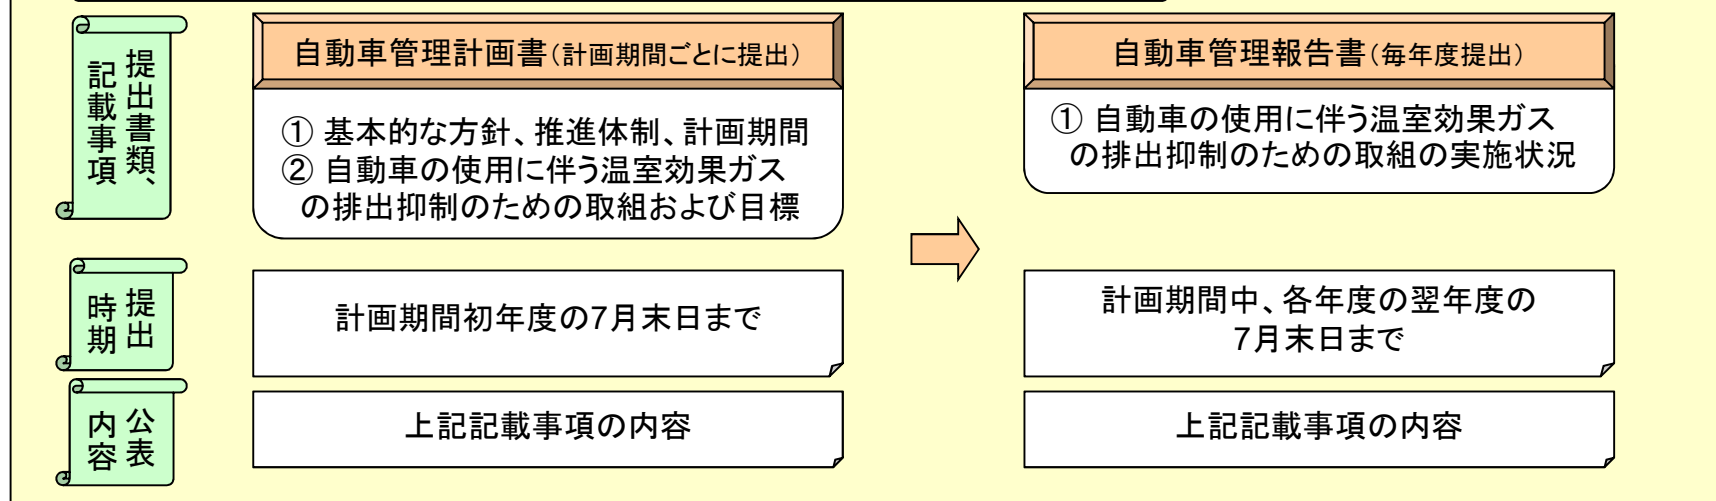 提出書類、
記載事項
自動車管理計画書(計画期間ごとに提出)
① 基本的な方針、推進体制、計画期間
② 自動車の使用に伴う温室効果ガス
の排出抑制のための取組および目標
自動車管理報告書(毎年度提出)
① 自動車の使用に伴う温室効果ガス
の排出抑制のための取組の実施状況
提出
時期
計画期間初年度の7月末日まで
計画期間中、各年度の翌年度の
7月末日まで
公表
内容
上記記載事項の内容
上記記載事項の内容